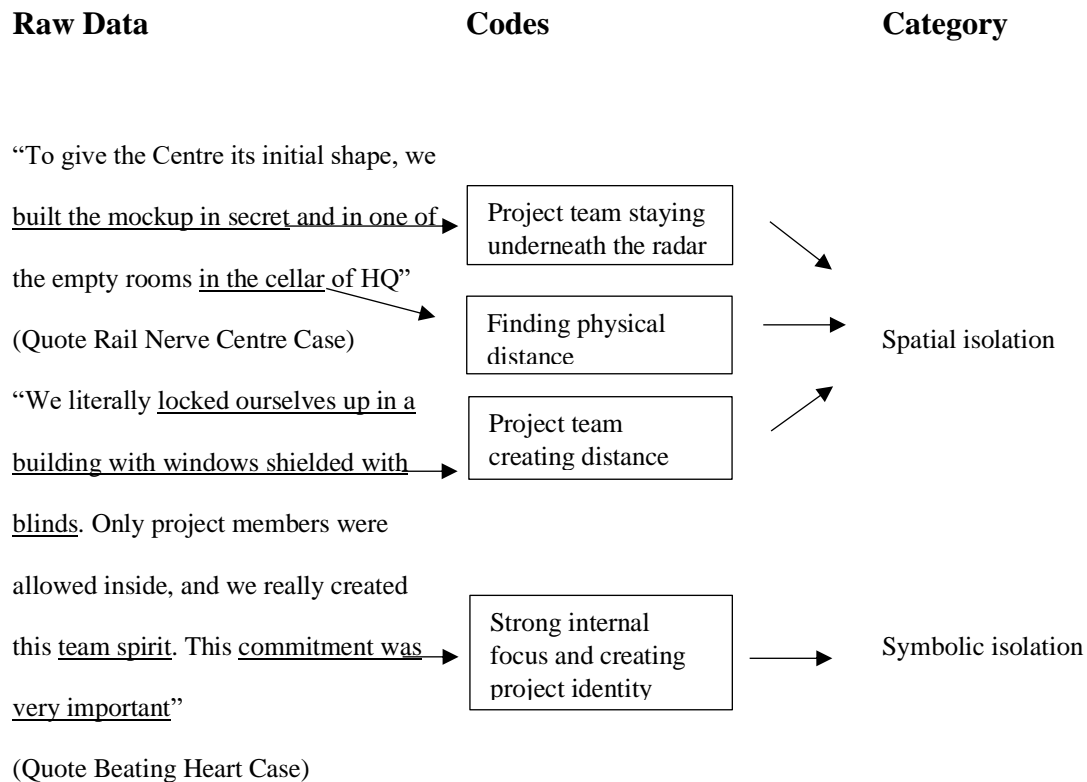 Raw Data
Codes
Category
“To give the Centre its initial shape, we
built the mockup in secret and in one of
the empty rooms in the cellar of HQ”
(Quote Rail Nerve Centre Case)
“We literally locked ourselves up in a
building with windows shielded with
blinds. Only project members were
allowed inside, and we really created
this team spirit. This commitment was
very important”
(Quote Beating Heart Case)
Project team staying
underneath the radar
Finding physical
distance
Project team
creating distance
Strong internal
focus and creating
project identity
Spatial isolation
Symbolic isolation